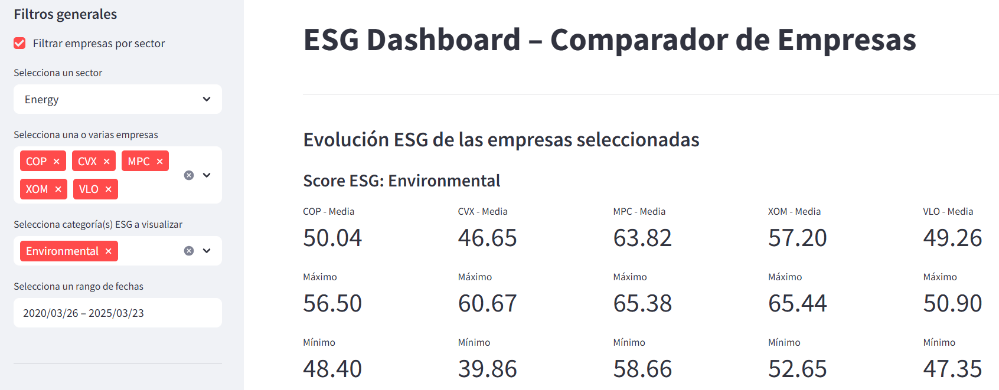 Filtros generales
Filtrar empresas por sector
Selecciona un sector
Energy
Selecciona una o varias empresas
COP × CVX × MPC ×
XOM × VLO ×
Selecciona categoría(s) ESG a visualizar
Environmental ×
Selecciona un rango de fechas
2020/03/26 – 2025/03/23
ESG Dashboard – Comparador de Empresas
Evolución ESG de las empresas seleccionadas
Score ESG: Environmental
COP - Media CVX - Media MPC - Media XOM - Media VLO - Media
50.04 46.65 63.82 57.20 49.26
Máximo Máximo Máximo Máximo Máximo
56.50 60.67 65.38 65.44 50.90
Mínimo Mínimo Mínimo Mínimo Mínimo
48.40 39.86 58.66 52.65 47.35